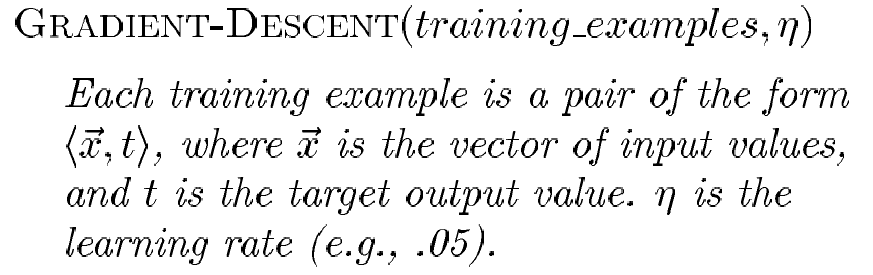 GRADIENT-DESCENT(training_examples, η)
Each training example is a pair of the form
⟨x⃗, t⟩, where x⃗ is the vector of input values,
and t is the target output value. η is the
learning rate (e.g., .05).